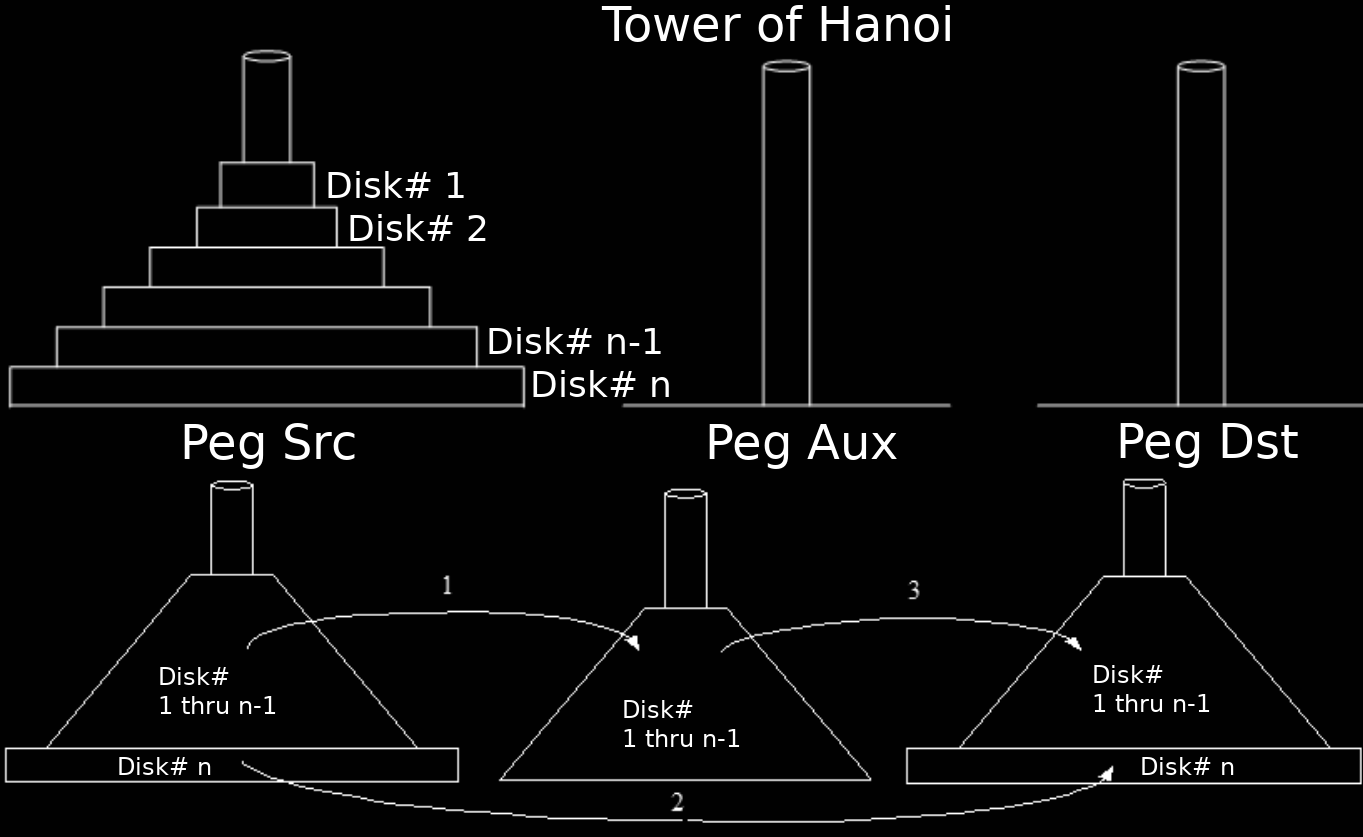 Tower of Hanoi
Disk# 1
Disk# 2
Disk# n-1
Disk# n
Peg Src
Peg Aux
Peg Dst
1
3
Disk#
1 thru n-1
Disk#
1 thru n-1
Disk#
1 thru n-1
Disk# n
Disk# n
2